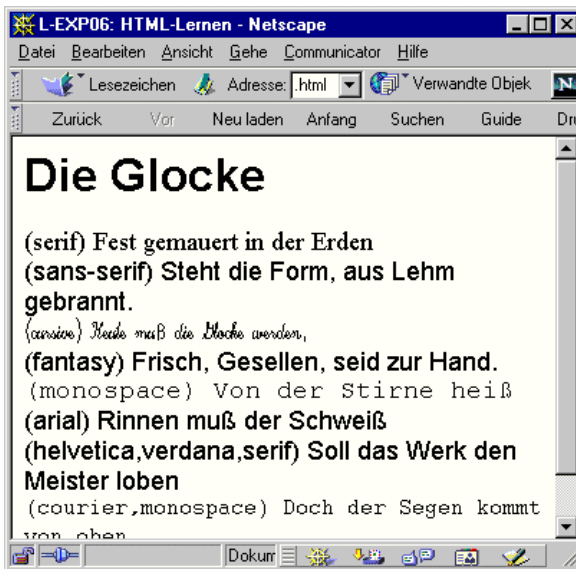 L-EXP06: HTML-Lernen - Netscape
Datei Bearbeiten Ansicht Gehe Communicator Hilfe
Lesezeichen Adresse: .html Verwandte Objek N
Zurück Vor Neu laden Anfang Suchen Guide Dru
Die Glocke
(serif) Fest gemauert in der Erden
(sans-serif) Steht die Form, aus Lehm
gebrannt.
(cursive) Heute muß die Glocke werden,
(fantasy) Frisch, Gesellen, seid zur Hand.
(monospace) Von der Stirne heiß
(arial) Rinnen muß der Schweiß
(helvetica,verdana,serif) Soll das Werk den
Meister loben
(courier,monospace) Doch der Segen kommt
von oben
Dokum